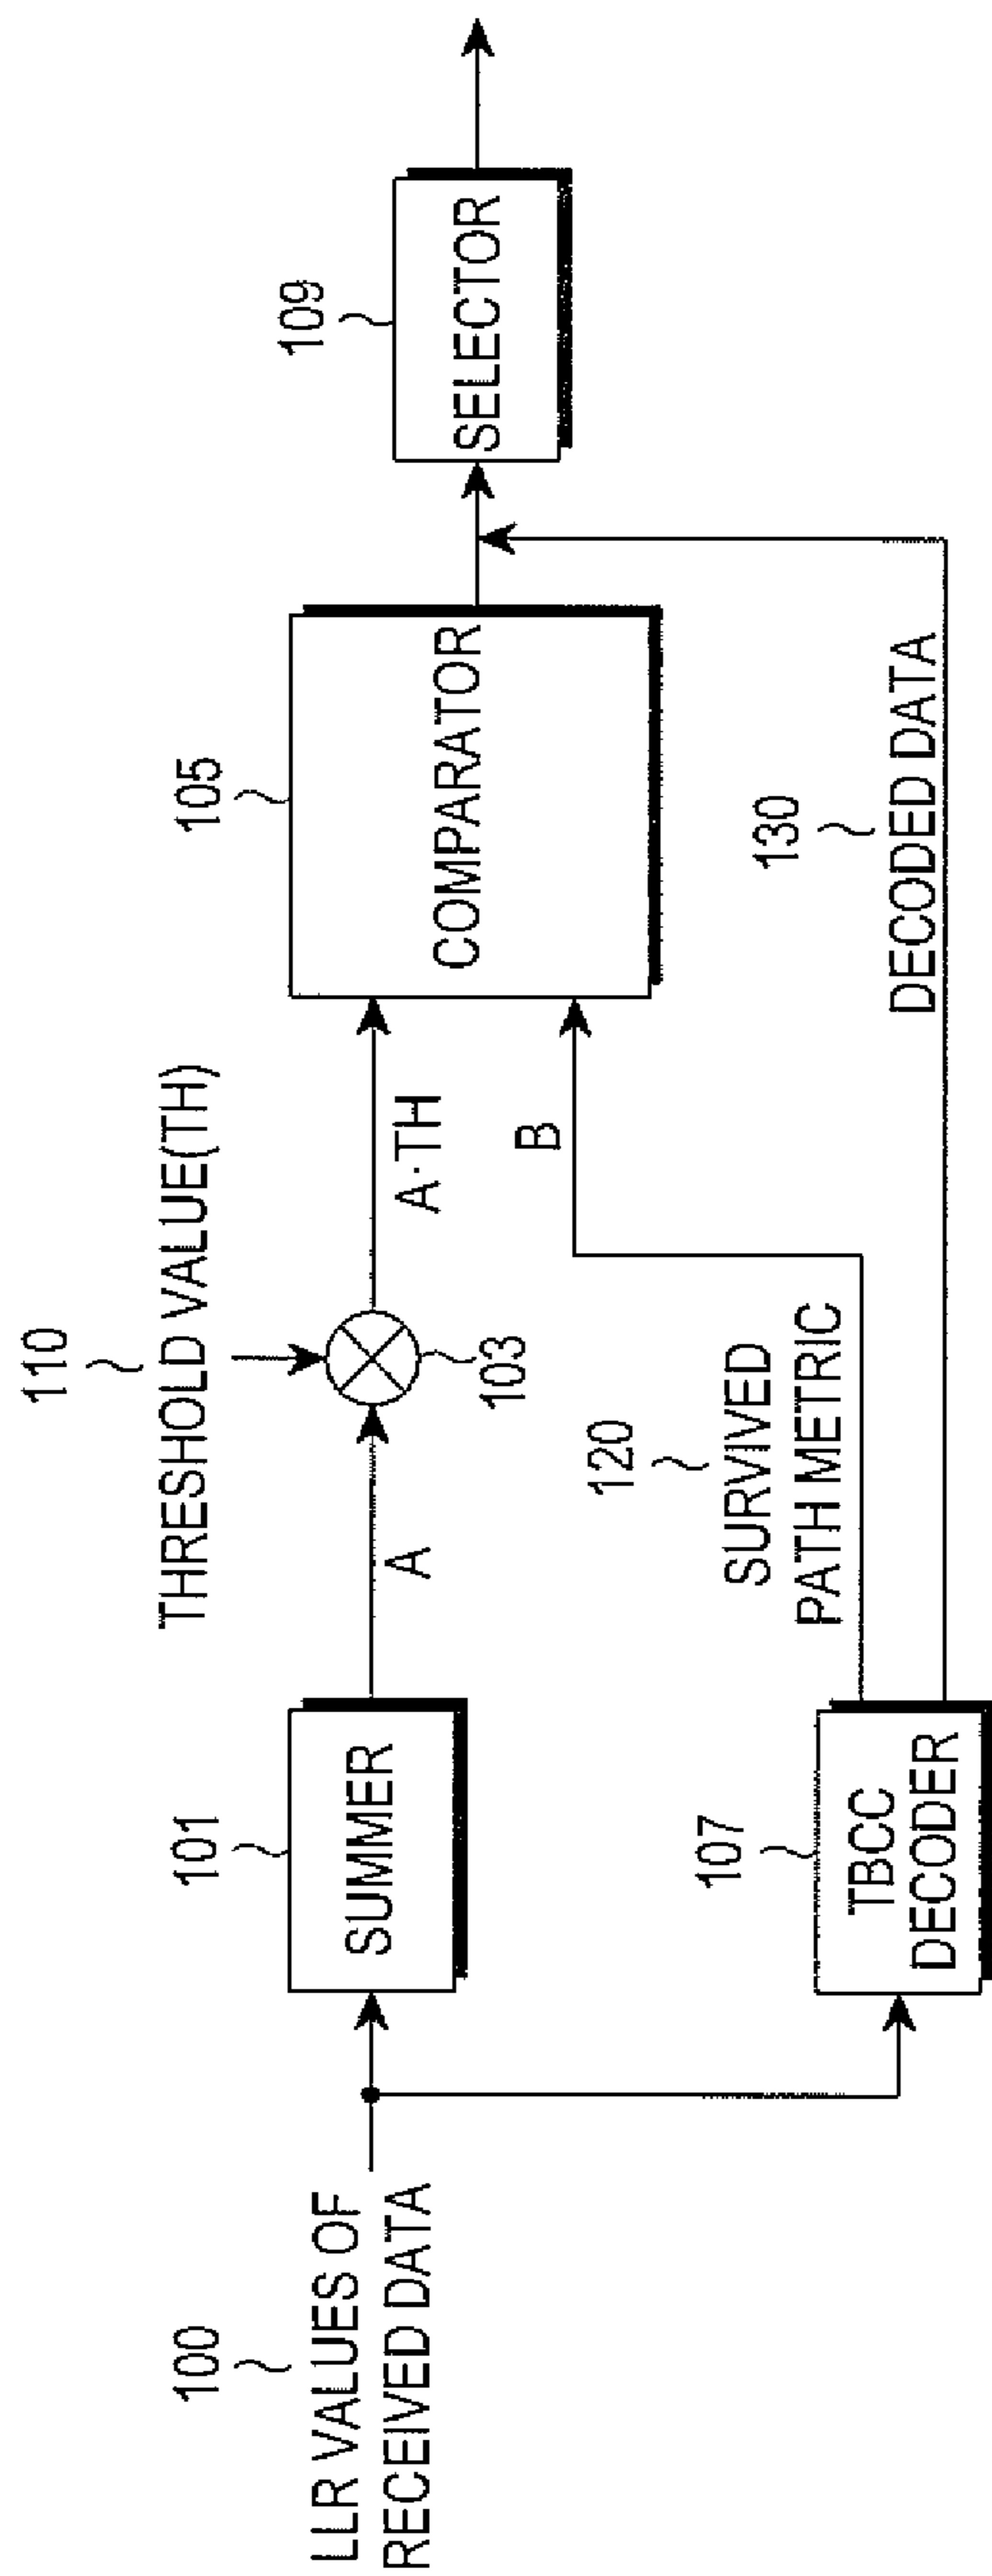 110
THRESHOLD VALUE(TH)
100
LLR VALUES OF
RECEIVED DATA
101
SUMMER
A
103
A·TH
105
COMPARATOR
109
SELECTOR
B
120
SURVIVED
PATH METRIC
107
TBCC
DECODER
130
DECODED DATA